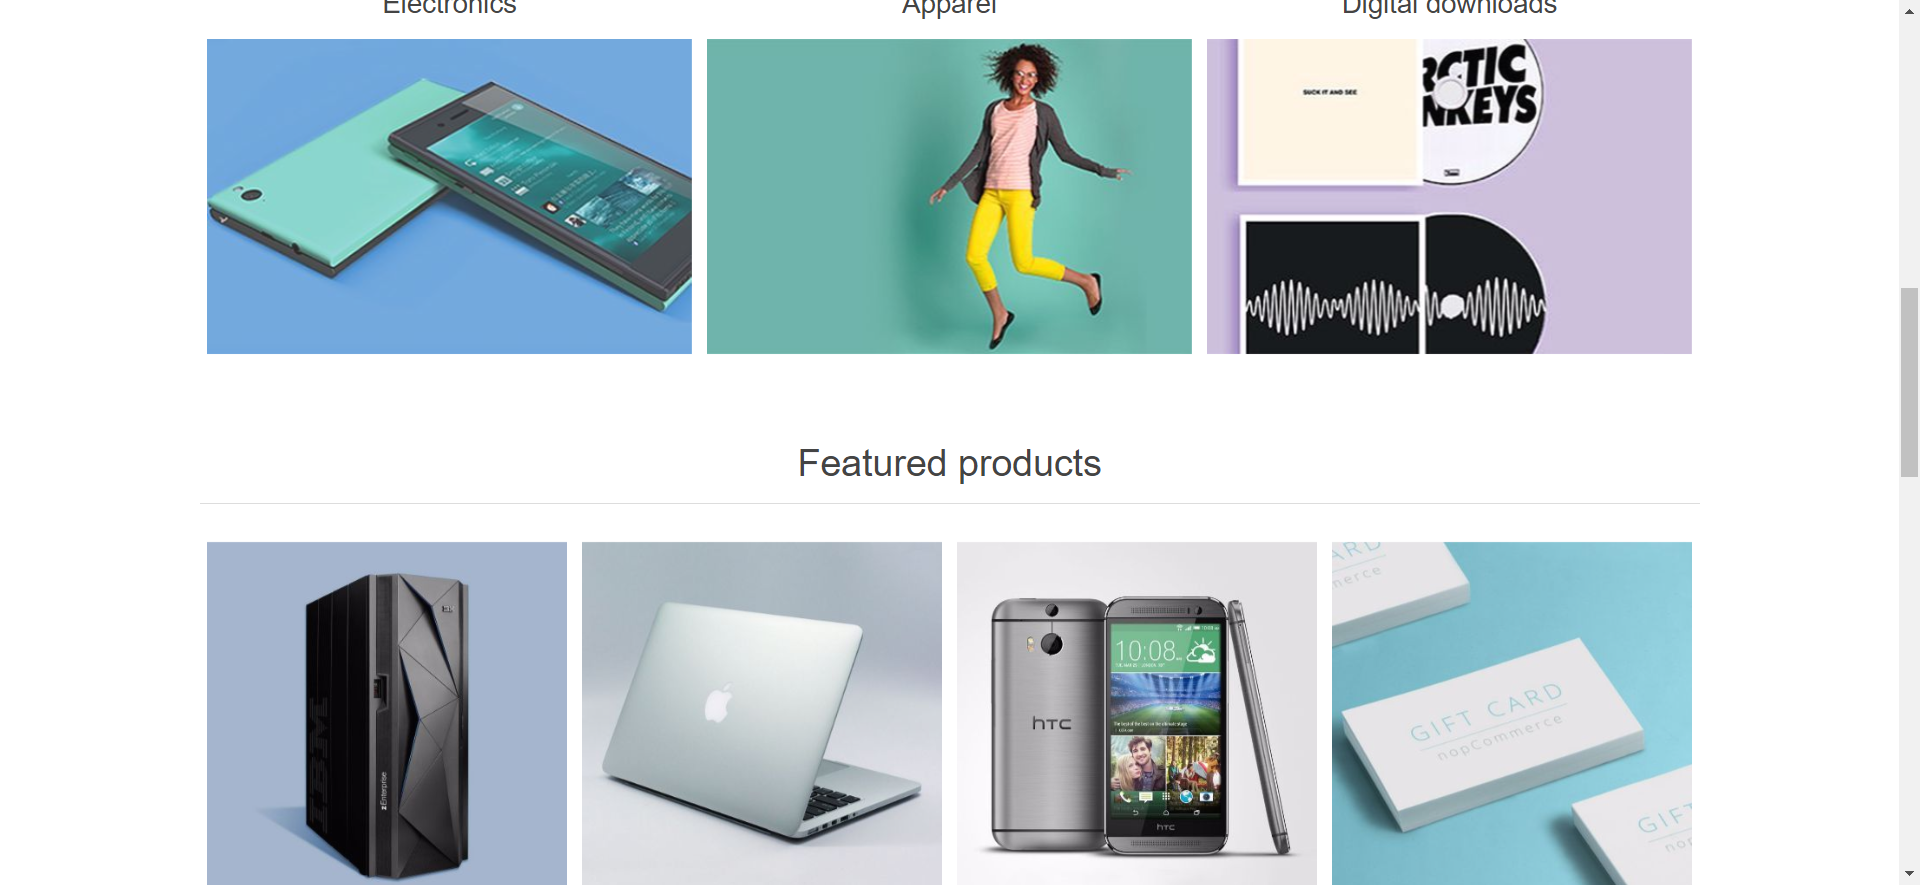 Electronics
Apparel
Digital downloads
SUCK IT AND SEE
RCTIC
NKEYS
Featured products
IBM
zEnterprise
10:08
hTC
hTC
GIFT CARD
nopCommerce
ARD
merce
GIFT
nop